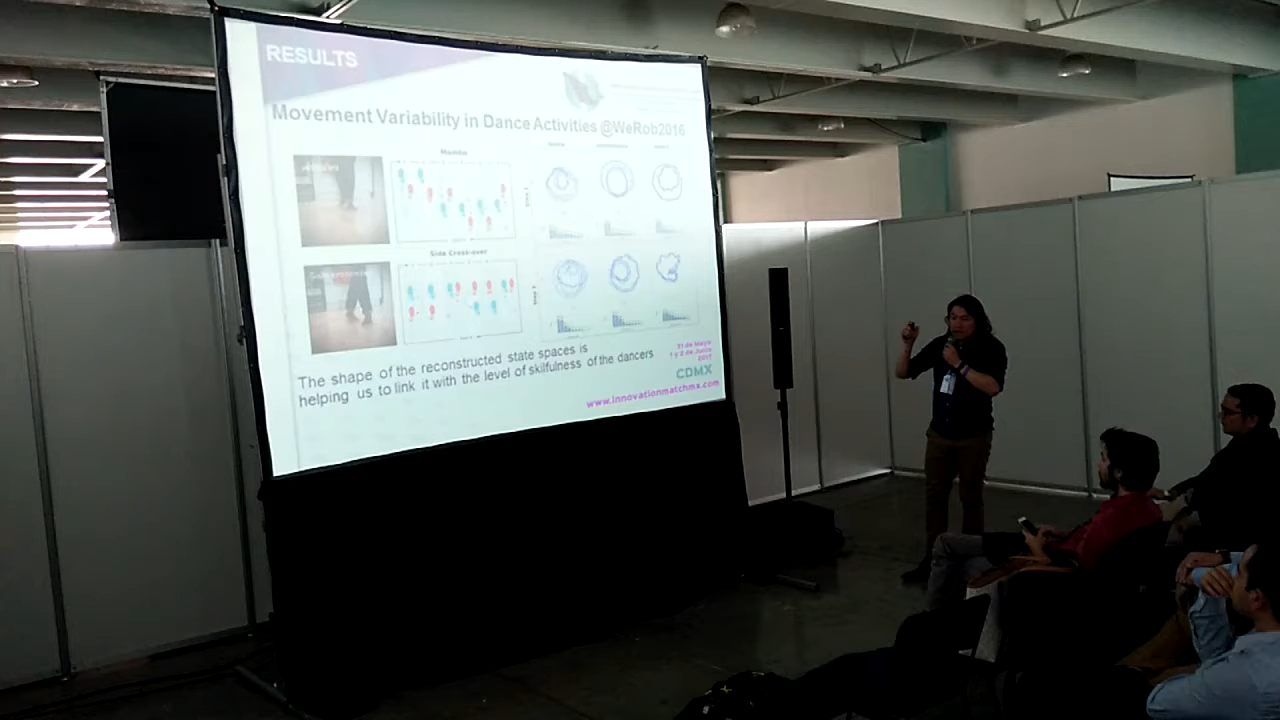 RESULTS
Movement Variability in Dance Activities @WeRob2016
Mambo
Side Cross-over
The shape of the reconstructed state spaces is
helping us to link it with the level of skilfulness of the dancers
31 de Mayo
1 y 2 de Junio
2017
CDMX
www.innovationmatchmx.com